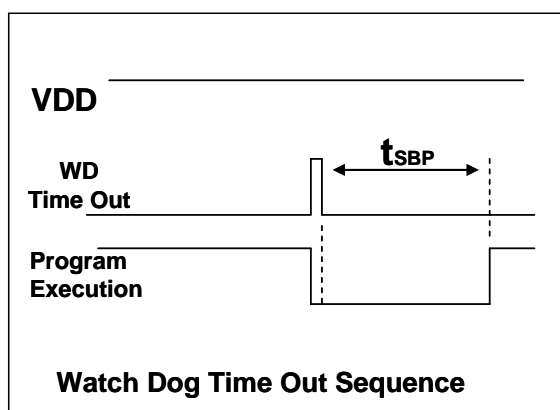 VDD
tSBP
WD
Time Out
Program
Execution
Watch Dog Time Out Sequence